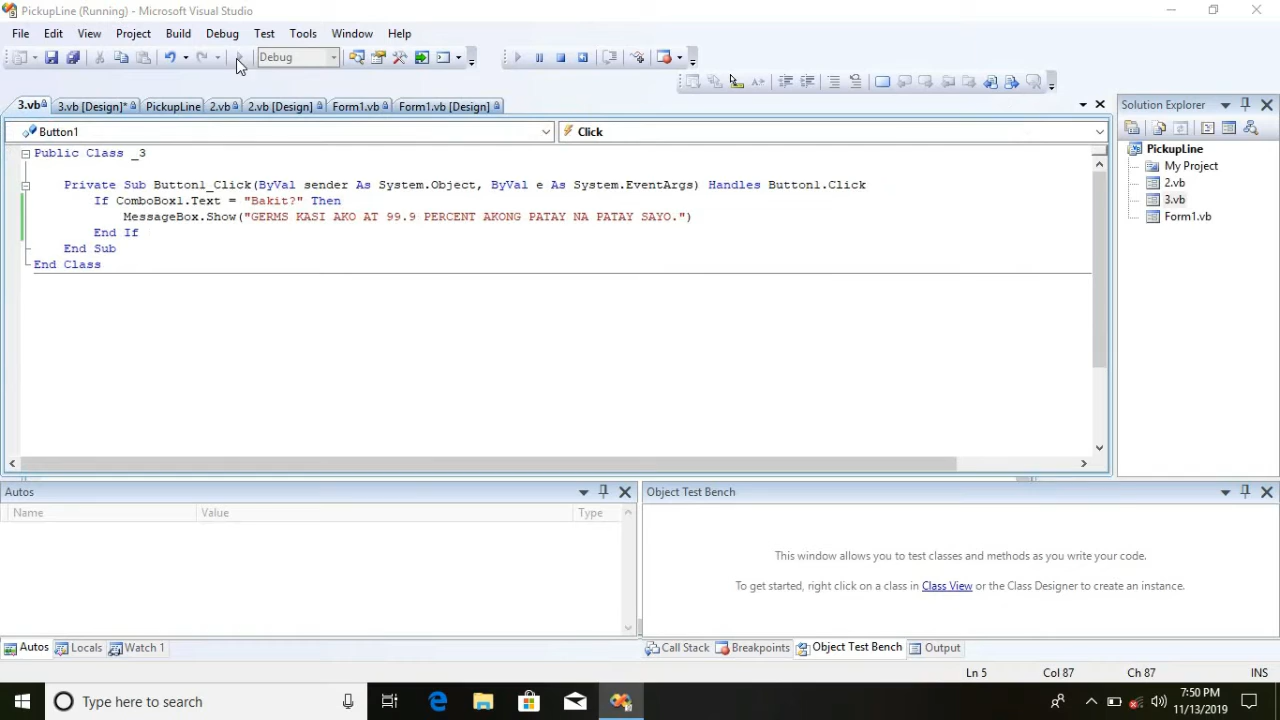 PickupLine (Running) - Microsoft Visual Studio
File Edit View Project Build Debug Test Tools Window Help
Debug
3.vb 3.vb [Design]* PickupLine 2.vb 2.vb [Design] Form1.vb Form1.vb [Design]
Solution Explorer
Button1 Click
PickupLine
My Project
2.vb
3.vb
Form1.vb
Public Class _3
Private Sub Button1_Click(ByVal sender As System.Object, ByVal e As System.EventArgs) Handles Button1.Click
If ComboBox1.Text = "Bakit?" Then
MessageBox.Show("GERMS KASI AKO AT 99.9 PERCENT AKONG PATAY NA PATAY SAYO.")
End If
End Sub
End Class
Autos
Name Value Type
Autos Locals Watch 1
Object Test Bench
This window allows you to test classes and methods as you write your code.
To get started, right click on a class in Class View or the Class Designer to create an instance.
Call Stack Breakpoints Object Test Bench Output
Ln 5 Col 87 Ch 87 INS
Type here to search
7:50 PM
11/13/2019